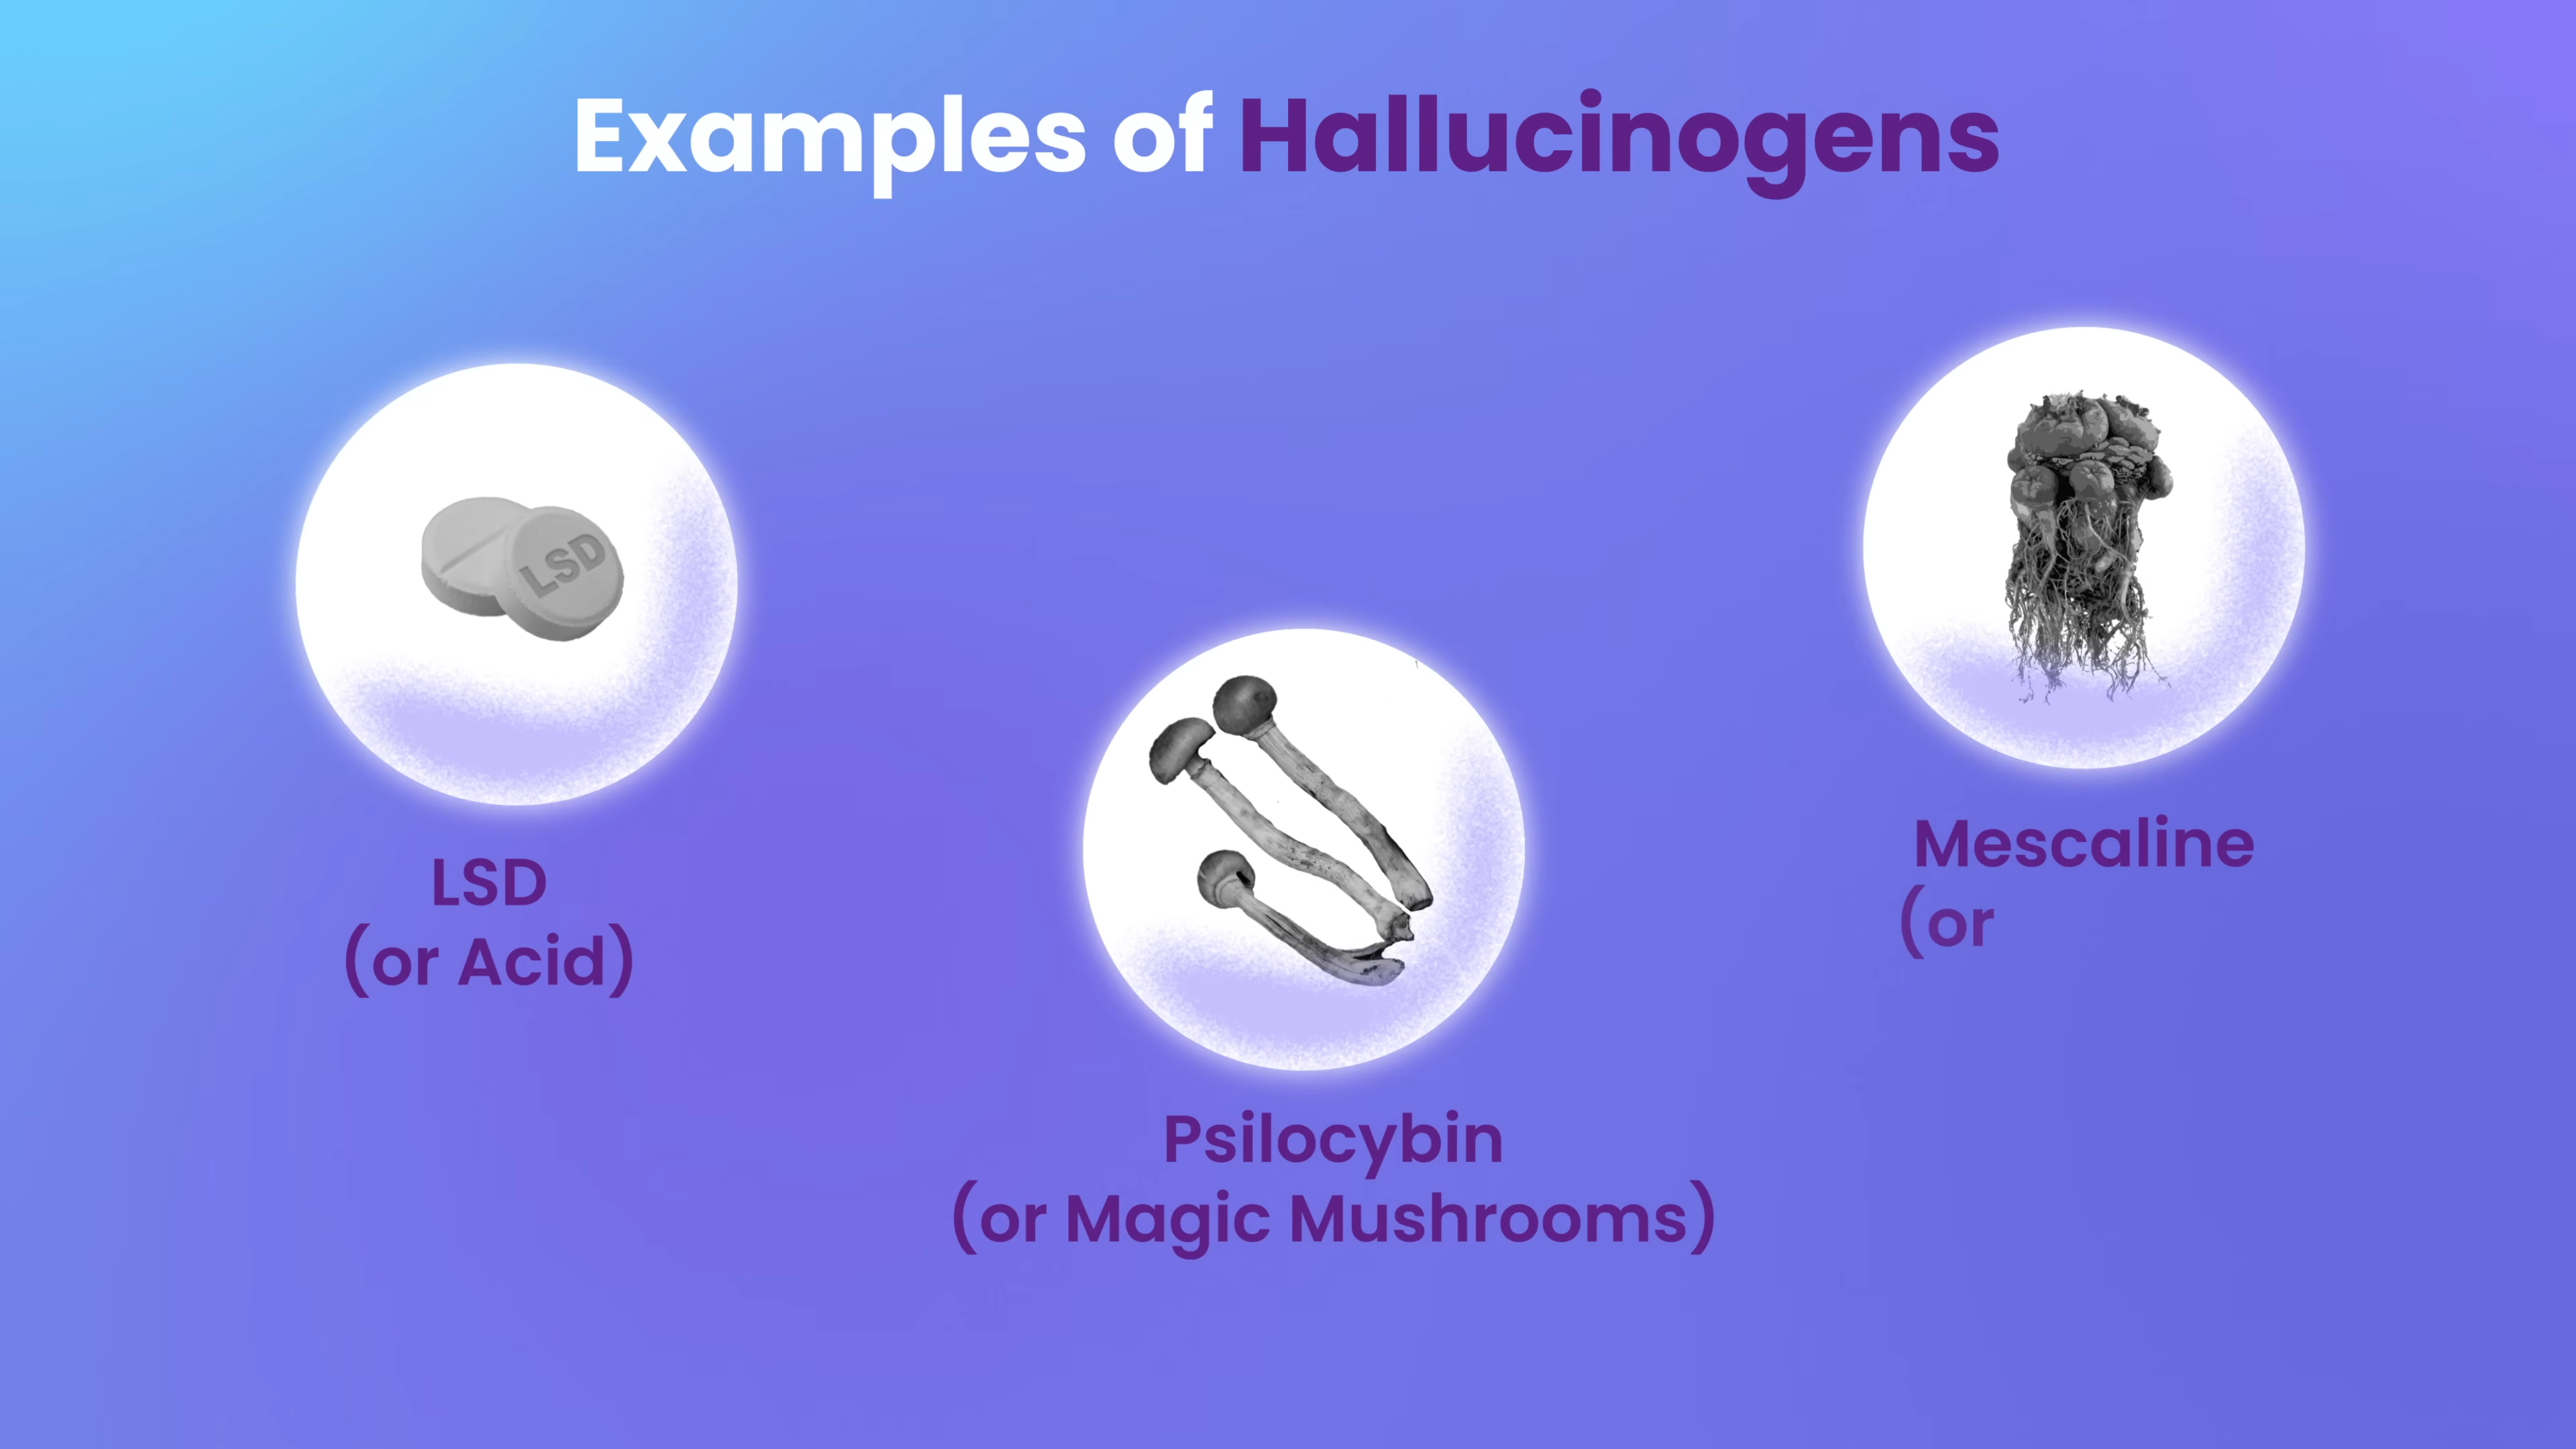 Examples of Hallucinogens
LSD
LSD
(or Acid)
Psilocybin
(or Magic Mushrooms)
Mescaline
(or